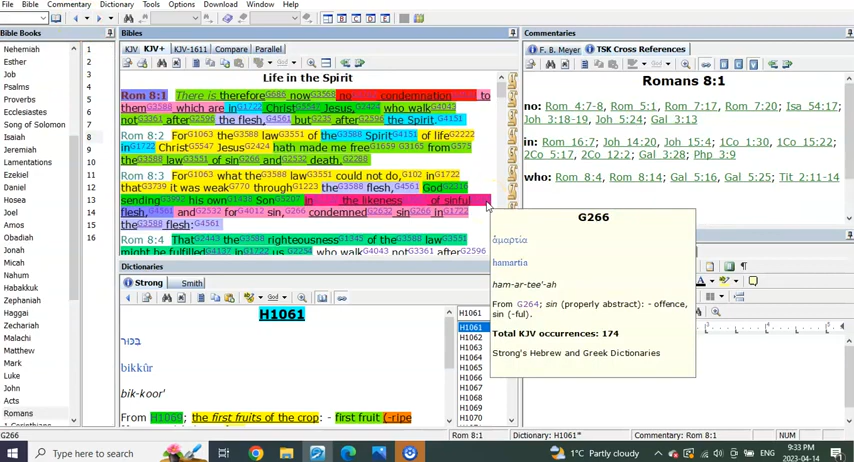 File Bible Commentary Dictionary Tools Options Download Window Help
Bible Books
Nehemiah
Esther
Job
Psalms
Proverbs
Ecclesiastes
Song of Solomon
Isaiah
Jeremiah
Lamentations
Ezekiel
Daniel
Hosea
Joel
Amos
Obadiah
Jonah
Micah
Nahum
Habakkuk
Zephaniah
Haggai
Zechariah
Malachi
Matthew
Mark
Luke
John
Acts
Romans
1 Corinthians
1
2
3
4
5
6
7
8
9
10
11
12
13
14
15
16
Bibles
KJV KJV+ KJV-1611 Compare Parallel
Life in the Spirit
Rom 8:1 There is therefore G686 now G3568 no condemnation to
them G3588 which are in G1722 Christ G5547 Jesus, G2424 who walk G4043
not G3361 after G2596 the flesh, G4561 but G235 after G2596 the Spirit. G4151
Rom 8:2 For G1063 the G3588 law G3551 of the G3588 Spirit G4151 of life G2222
in G1722 Christ G5547 Jesus G2424 hath made me free G1659 G3165 from G575
the G3588 law G3551 of sin G266 and G2532 death. G2288
Rom 8:3 For G1063 what the G3588 law G3551 could not do, G102 in G1722
that G3739 it was weak G770 through G1223 the G3588 flesh, G4561 God G2316
sending G3992 his own G1438 Son G5207 in the likeness of sinful
flesh, G4561 and G2532 for G4012 sin, G266 condemned G2632 sin G266 in G1722
the G3588 flesh: G4561
Rom 8:4 That G2443 the G3588 righteousness G1345 of the G3588 law G3551
might be fulfilled G4137 in G1722 us, G2254 who walk G4043 not G3361 after G2596
Dictionaries
Strong Smith
H1061
בִּכּוּר
bikkûr
bik-koor'
From H1069; the first fruits of the crop: - first fruit (-ripe
H1061
H1061
H1062
H1063
H1064
H1065
H1066
H1067
H1068
H1069
H1070
Commentaries
F. B. Meyer TSK Cross References
Romans 8:1
no: Rom 4:7-8, Rom 5:1, Rom 7:17, Rom 7:20; Isa 54:17;
Joh 3:18-19, Joh 5:24; Gal 3:13
in: Rom 16:7; Joh 14:20, Joh 15:4; 1Co 1:30, 1Co 15:22;
2Co 5:17, 2Co 12:2; Gal 3:28; Php 3:9
who: Rom 8:4, Rom 8:14; Gal 5:16, Gal 5:25; Tit 2:11-14
G266
ἁμαρτία
hamartia
ham-ar-tee'-ah
From G264; sin (properly abstract): - offence,
sin (-ful).
Total KJV occurrences: 174
Strong's Hebrew and Greek Dictionaries
G266 Rom 8:1 Dictionary: H1061* Commentary: Rom 8:1 NUM
Type here to search
1°C Partly cloudy
ENG
9:33 PM
2023-04-14